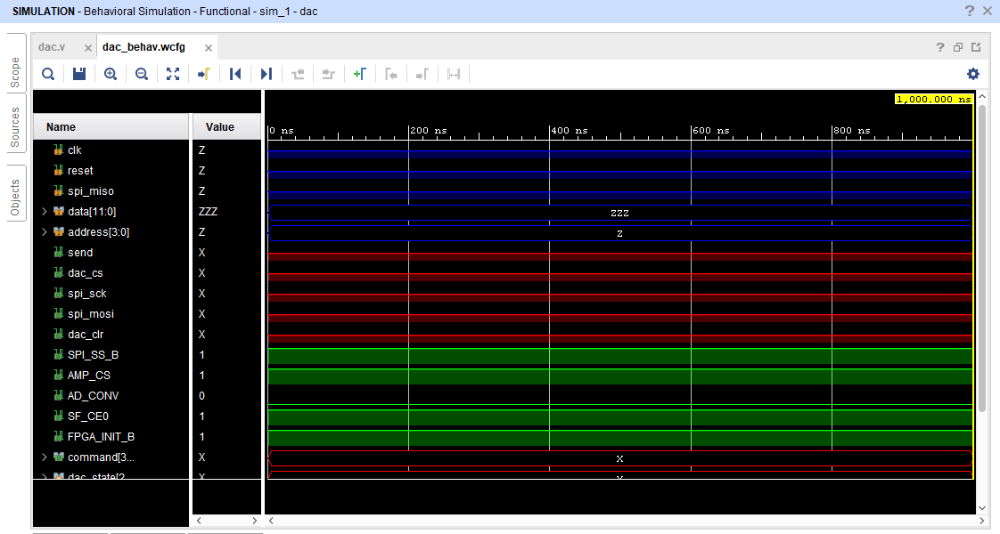 SIMULATION - Behavioral Simulation - Functional - sim_1 - dac
? ×
Scope
Sources
Objects
dac.v ×
dac_behav.wcfg ×
?
1,000.000 ns
Name Value
0 ns 200 ns 400 ns 600 ns 800 ns
clk Z
reset Z
spi_miso Z
data[11:0] ZZZ ZZZ
address[3:0] Z Z
send X
dac_cs X
spi_sck X
spi_mosi X
dac_clr X
SPI_SS_B 1
AMP_CS 1
AD_CONV 0
SF_CE0 1
FPGA_INIT_B 1
command[3... X X
dac_state[2 X X